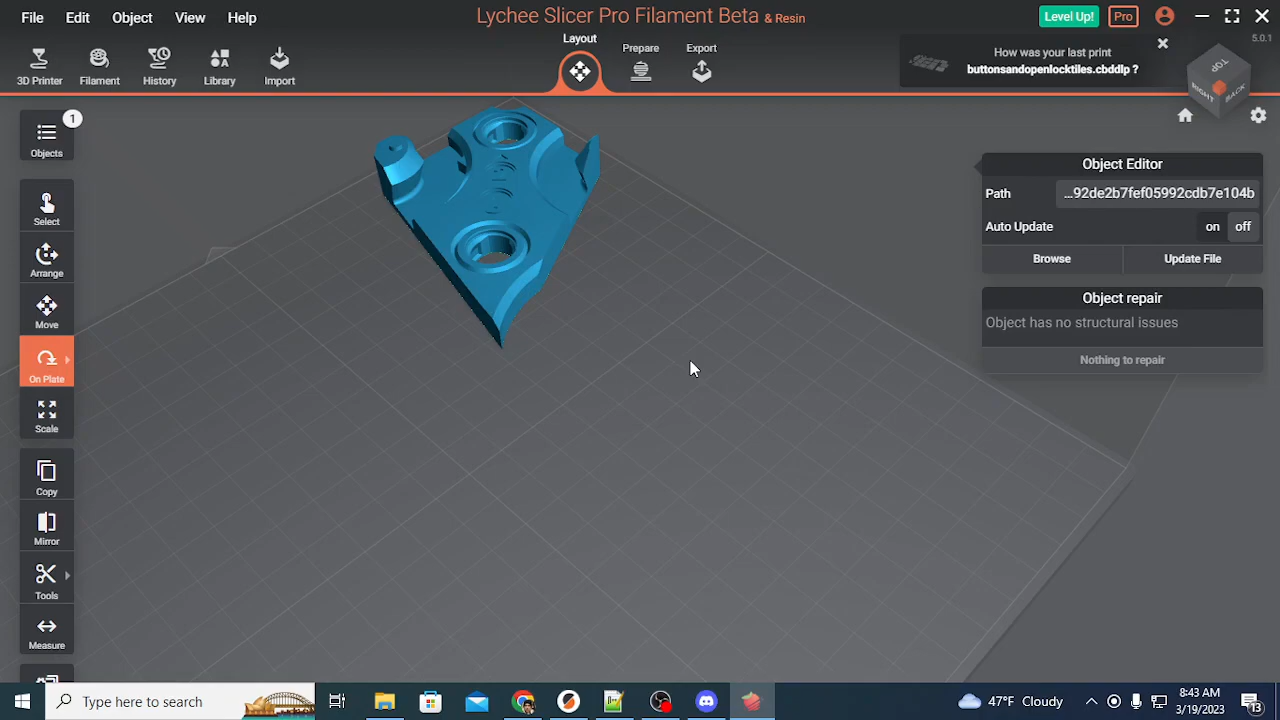 File Edit Object View Help
Lychee Slicer Pro Filament Beta & Resin
Level Up! Pro
5.0.1
3D Printer Filament History Library Import
Layout Prepare Export
How was your last print
buttonsandopenlocktiles.cbddlp ?
TOP
RIGHT BACK
Objects 1
Select
Arrange
Move
On Plate
Scale
Copy
Mirror
Tools
Measure
Object Editor
Path ...92de2b7fef05992cdb7e104b
Auto Update on off
Browse Update File
Object repair
Object has no structural issues
Nothing to repair
Type here to search
47°F Cloudy
8:43 AM
3/19/2023
13